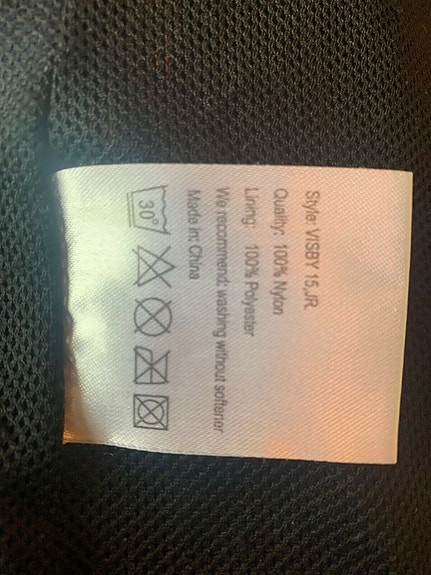 Style: VISBY 15,JR.
Quality: 100% Nylon
Lining: 100% Polyester
We recommend: washing without softener
Made in: China
30°